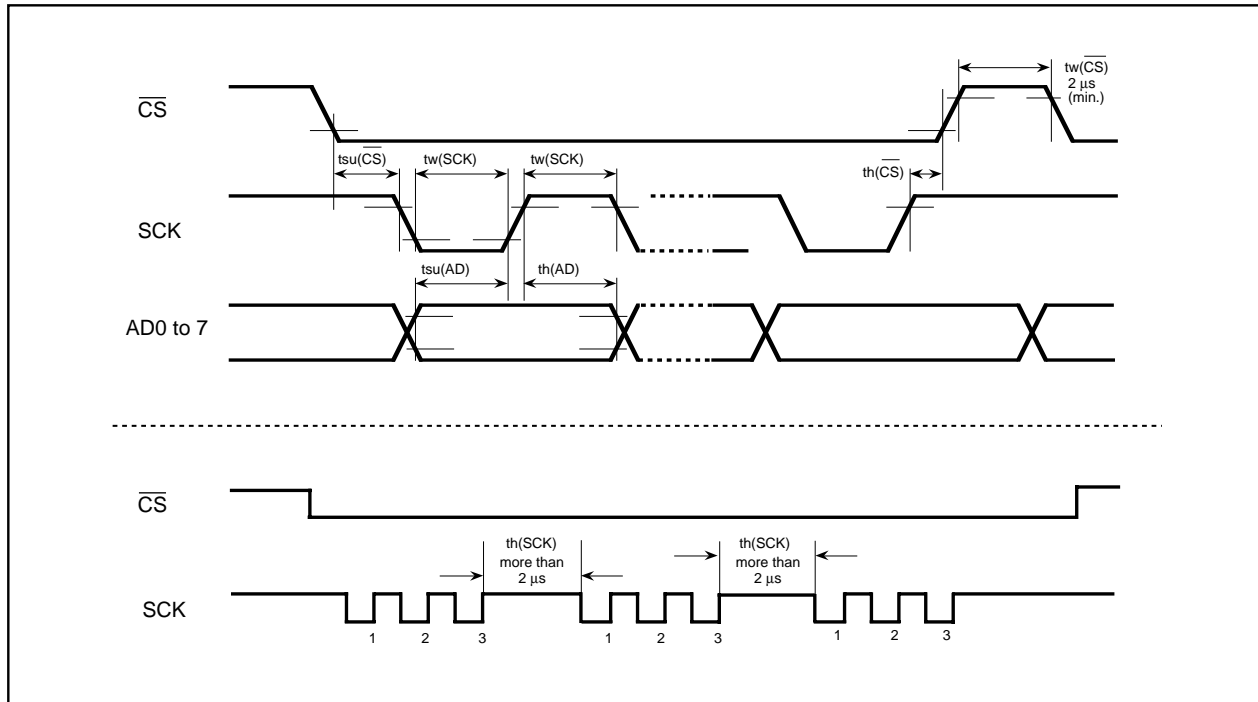 CS
tw(CS)
2 μs
(min.)
tsu(CS)
tw(SCK)
tw(SCK)
th(CS)
SCK
tsu(AD)
th(AD)
AD0 to 7
CS
th(SCK)
more than
2 μs
th(SCK)
more than
2 μs
SCK
1 2 3 1 2 3 1 2 3